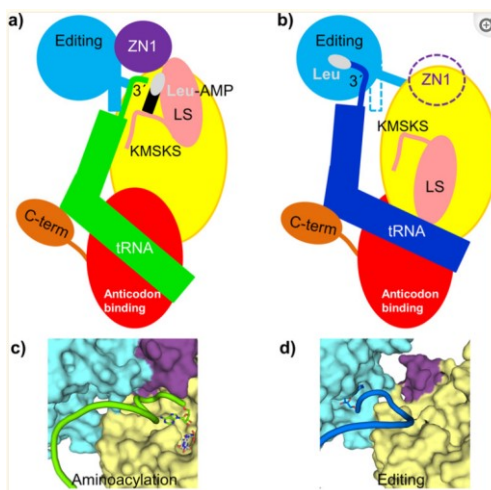 a)
Editing
ZN1
3´
Leu-AMP
LS
KMSKS
C-term
tRNA
Anticodon
binding
b)
Editing
Leu
3´
ZN1
KMSKS
LS
C-term
tRNA
Anticodon
binding
c)
Aminoacylation
d)
Editing